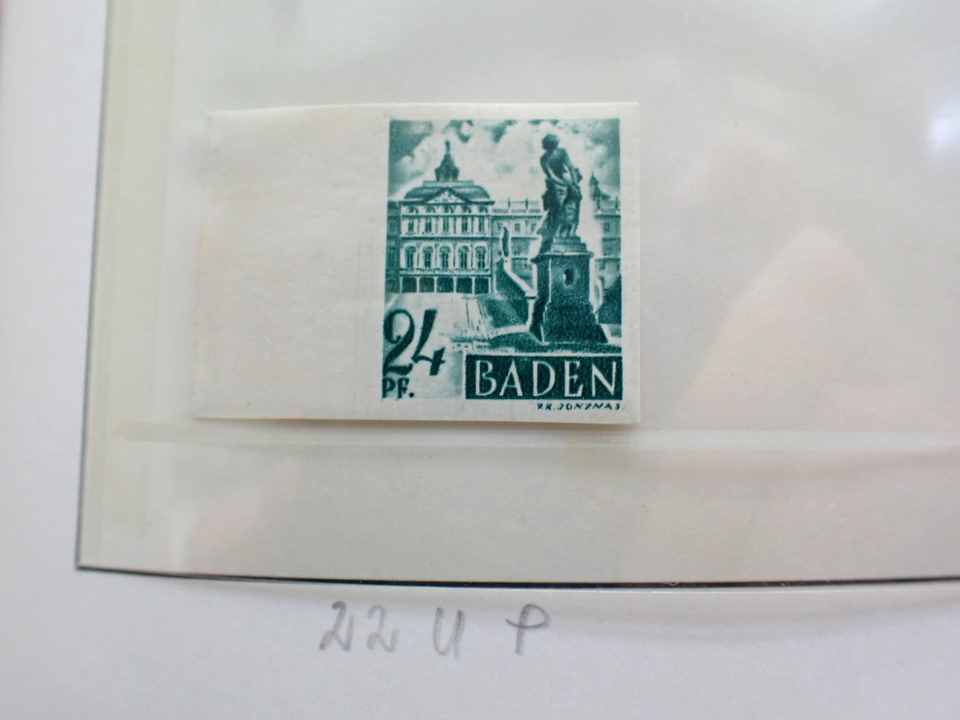 24
PF.
BADEN
22 U P